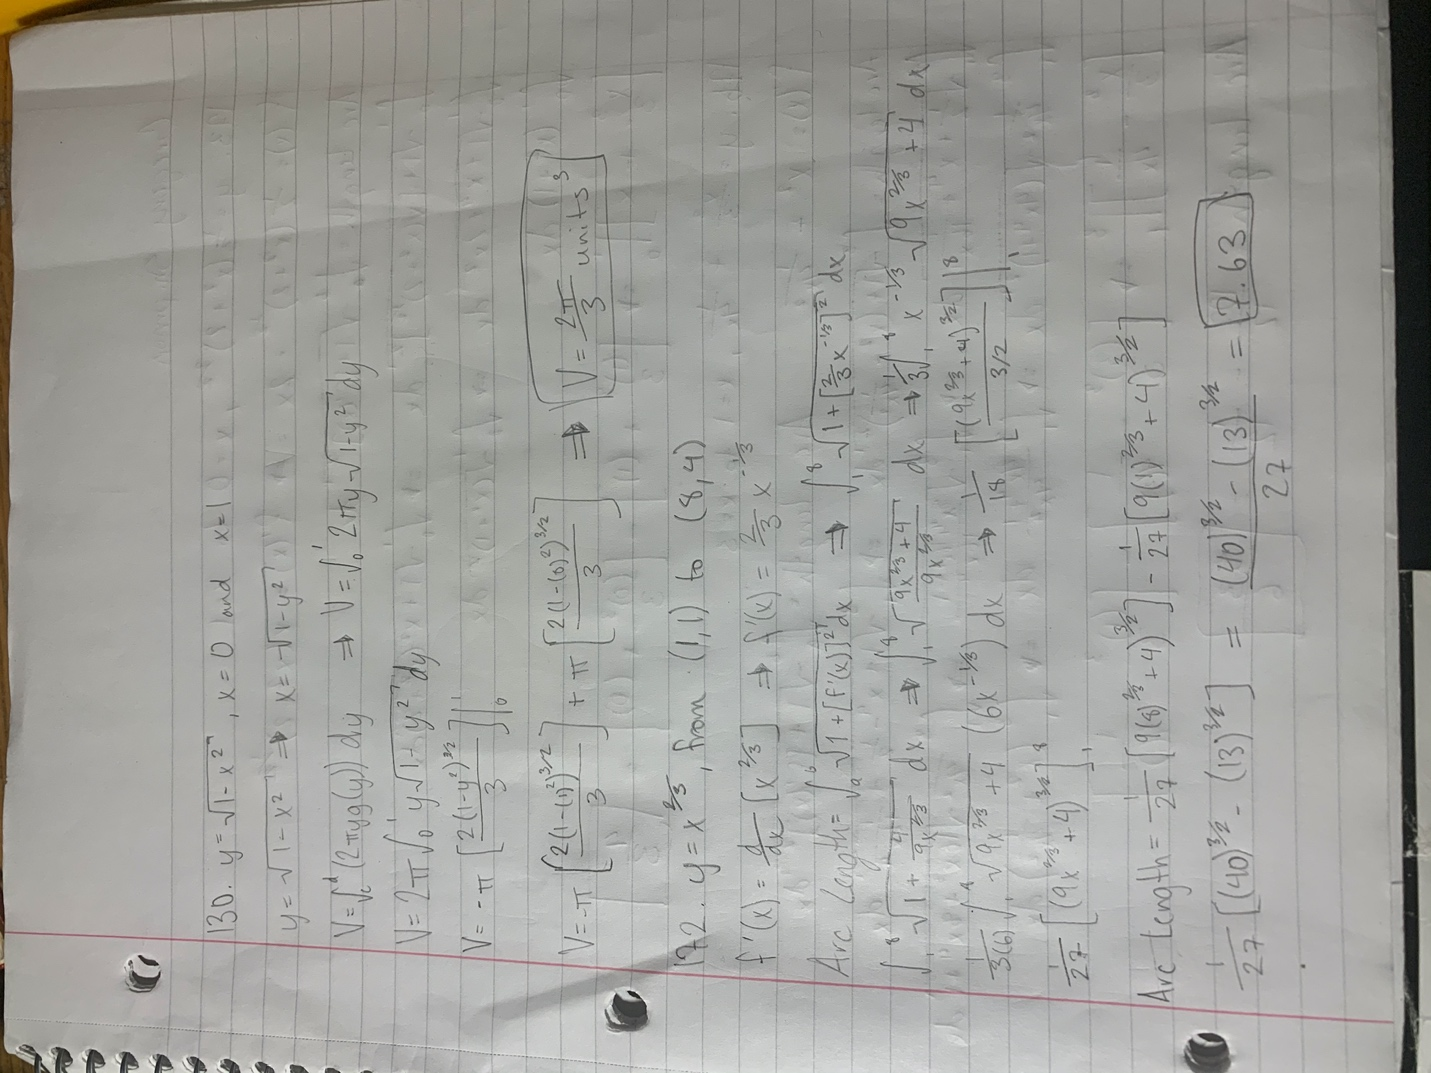 130. y = √(1-x²), x=0 and x=1
y = √(1-x²) ⇒ x = √(1-y²)
V = ∫_c^d (2πyg(y)) dy ⇒ V = ∫_0^1 2πy√(1-y²) dy
V = 2π ∫_0^1 y√(1-y²) dy
V = -π [2(1-y²)^(3/2) / 3]|_0^1
V = -π [2(1-(1)²)^(3/2) / 3] + π [2(1-(0)²)^(3/2) / 3] ⇒ V = 2π/3 units³
172. y = x^(2/3), from (1,1) to (8,4)
f'(x) = d/dx [x^(2/3)] ⇒ f'(x) = 2/3 x^(-1/3)
Arc Length = ∫_a^b √(1+[f'(x)]²) dx ⇒ ∫_1^8 √(1+[2/3 x^(-1/3)]²) dx
∫_1^8 √(1 + 4/(9x^(2/3))) dx ⇒ ∫_1^8 √((9x^(2/3)+4)/(9x^(2/3))) dx ⇒ 1/3 ∫_1^8 x^(-1/3) √(9x^(2/3)+4) dx
1/(3(6)) ∫_1^8 √(9x^(2/3)+4) (6x^(-1/3)) dx ⇒ 1/18 [(9x^(2/3)+4)^(3/2) / (3/2)]|_1^8
1/27 [(9x^(2/3)+4)^(3/2)]_1^8
Arc Length = 1/27 [9(8)^(2/3)+4)^(3/2)] - 1/27 [9(1)^(2/3)+4)^(3/2)]
1/27 [(40)^(3/2) - (13)^(3/2)] = ((40)^(3/2) - (13)^(3/2)) / 27 = 7.63